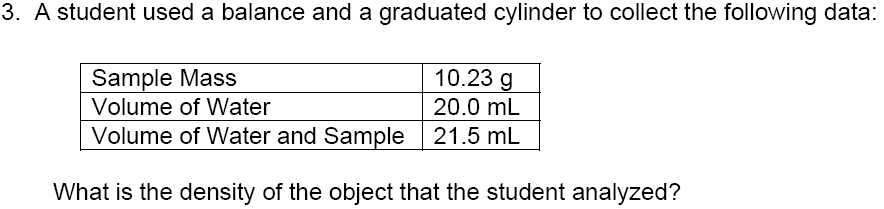 3. A student used a balance and a graduated cylinder to collect the following data:
Sample Mass 10.23 g
Volume of Water 20.0 mL
Volume of Water and Sample 21.5 mL
What is the density of the object that the student analyzed?